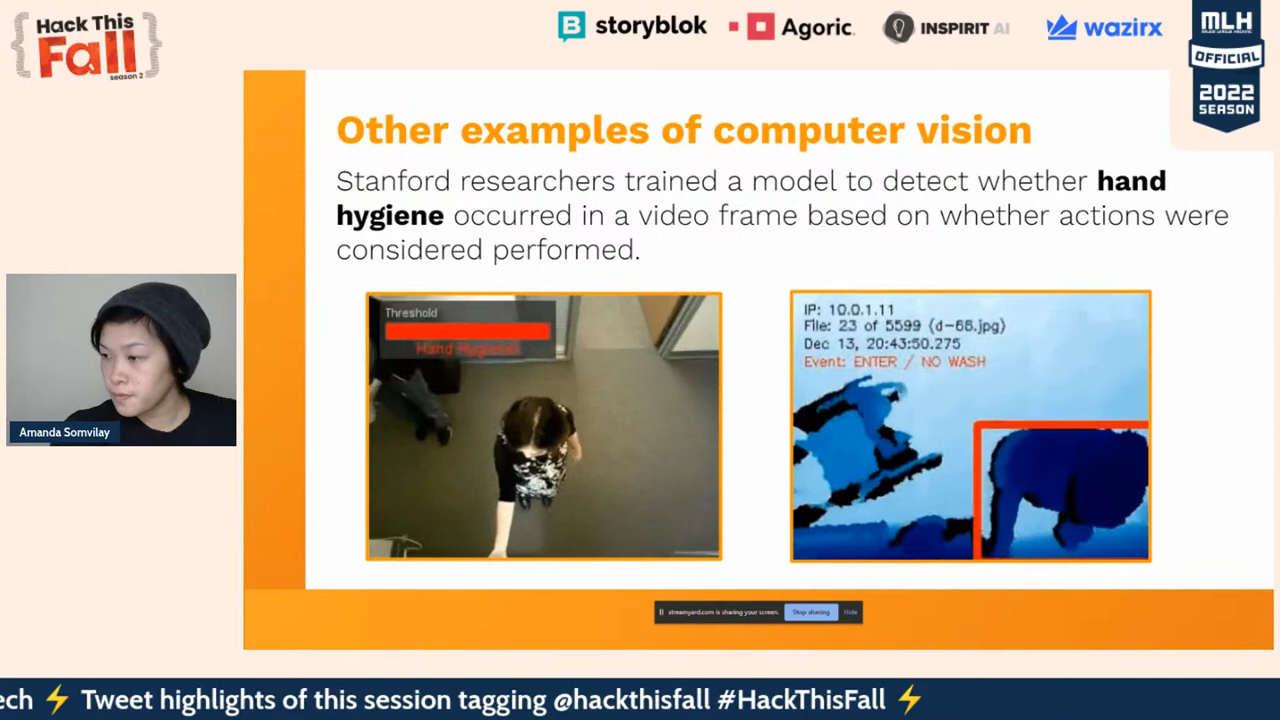 Hack This
Fall
season 2
storyblok
Agoric
INSPIRIT AI
wazirx
MLH
MAJOR LEAGUE HACKING
OFFICIAL
2022
SEASON
Other examples of computer vision
Stanford researchers trained a model to detect whether hand
hygiene occurred in a video frame based on whether actions were
considered performed.
Threshold
Hand Hygiene
IP: 10.0.1.11
File: 23 of 5599 (d-68.jpg)
Dec 13, 20:43:50.275
Event: ENTER / NO WASH
Amanda Somvilay
streamyard.com is sharing your screen.
Stop sharing
Hide
ech ⚡ Tweet highlights of this session tagging @hackthisfall #HackThisFall ⚡